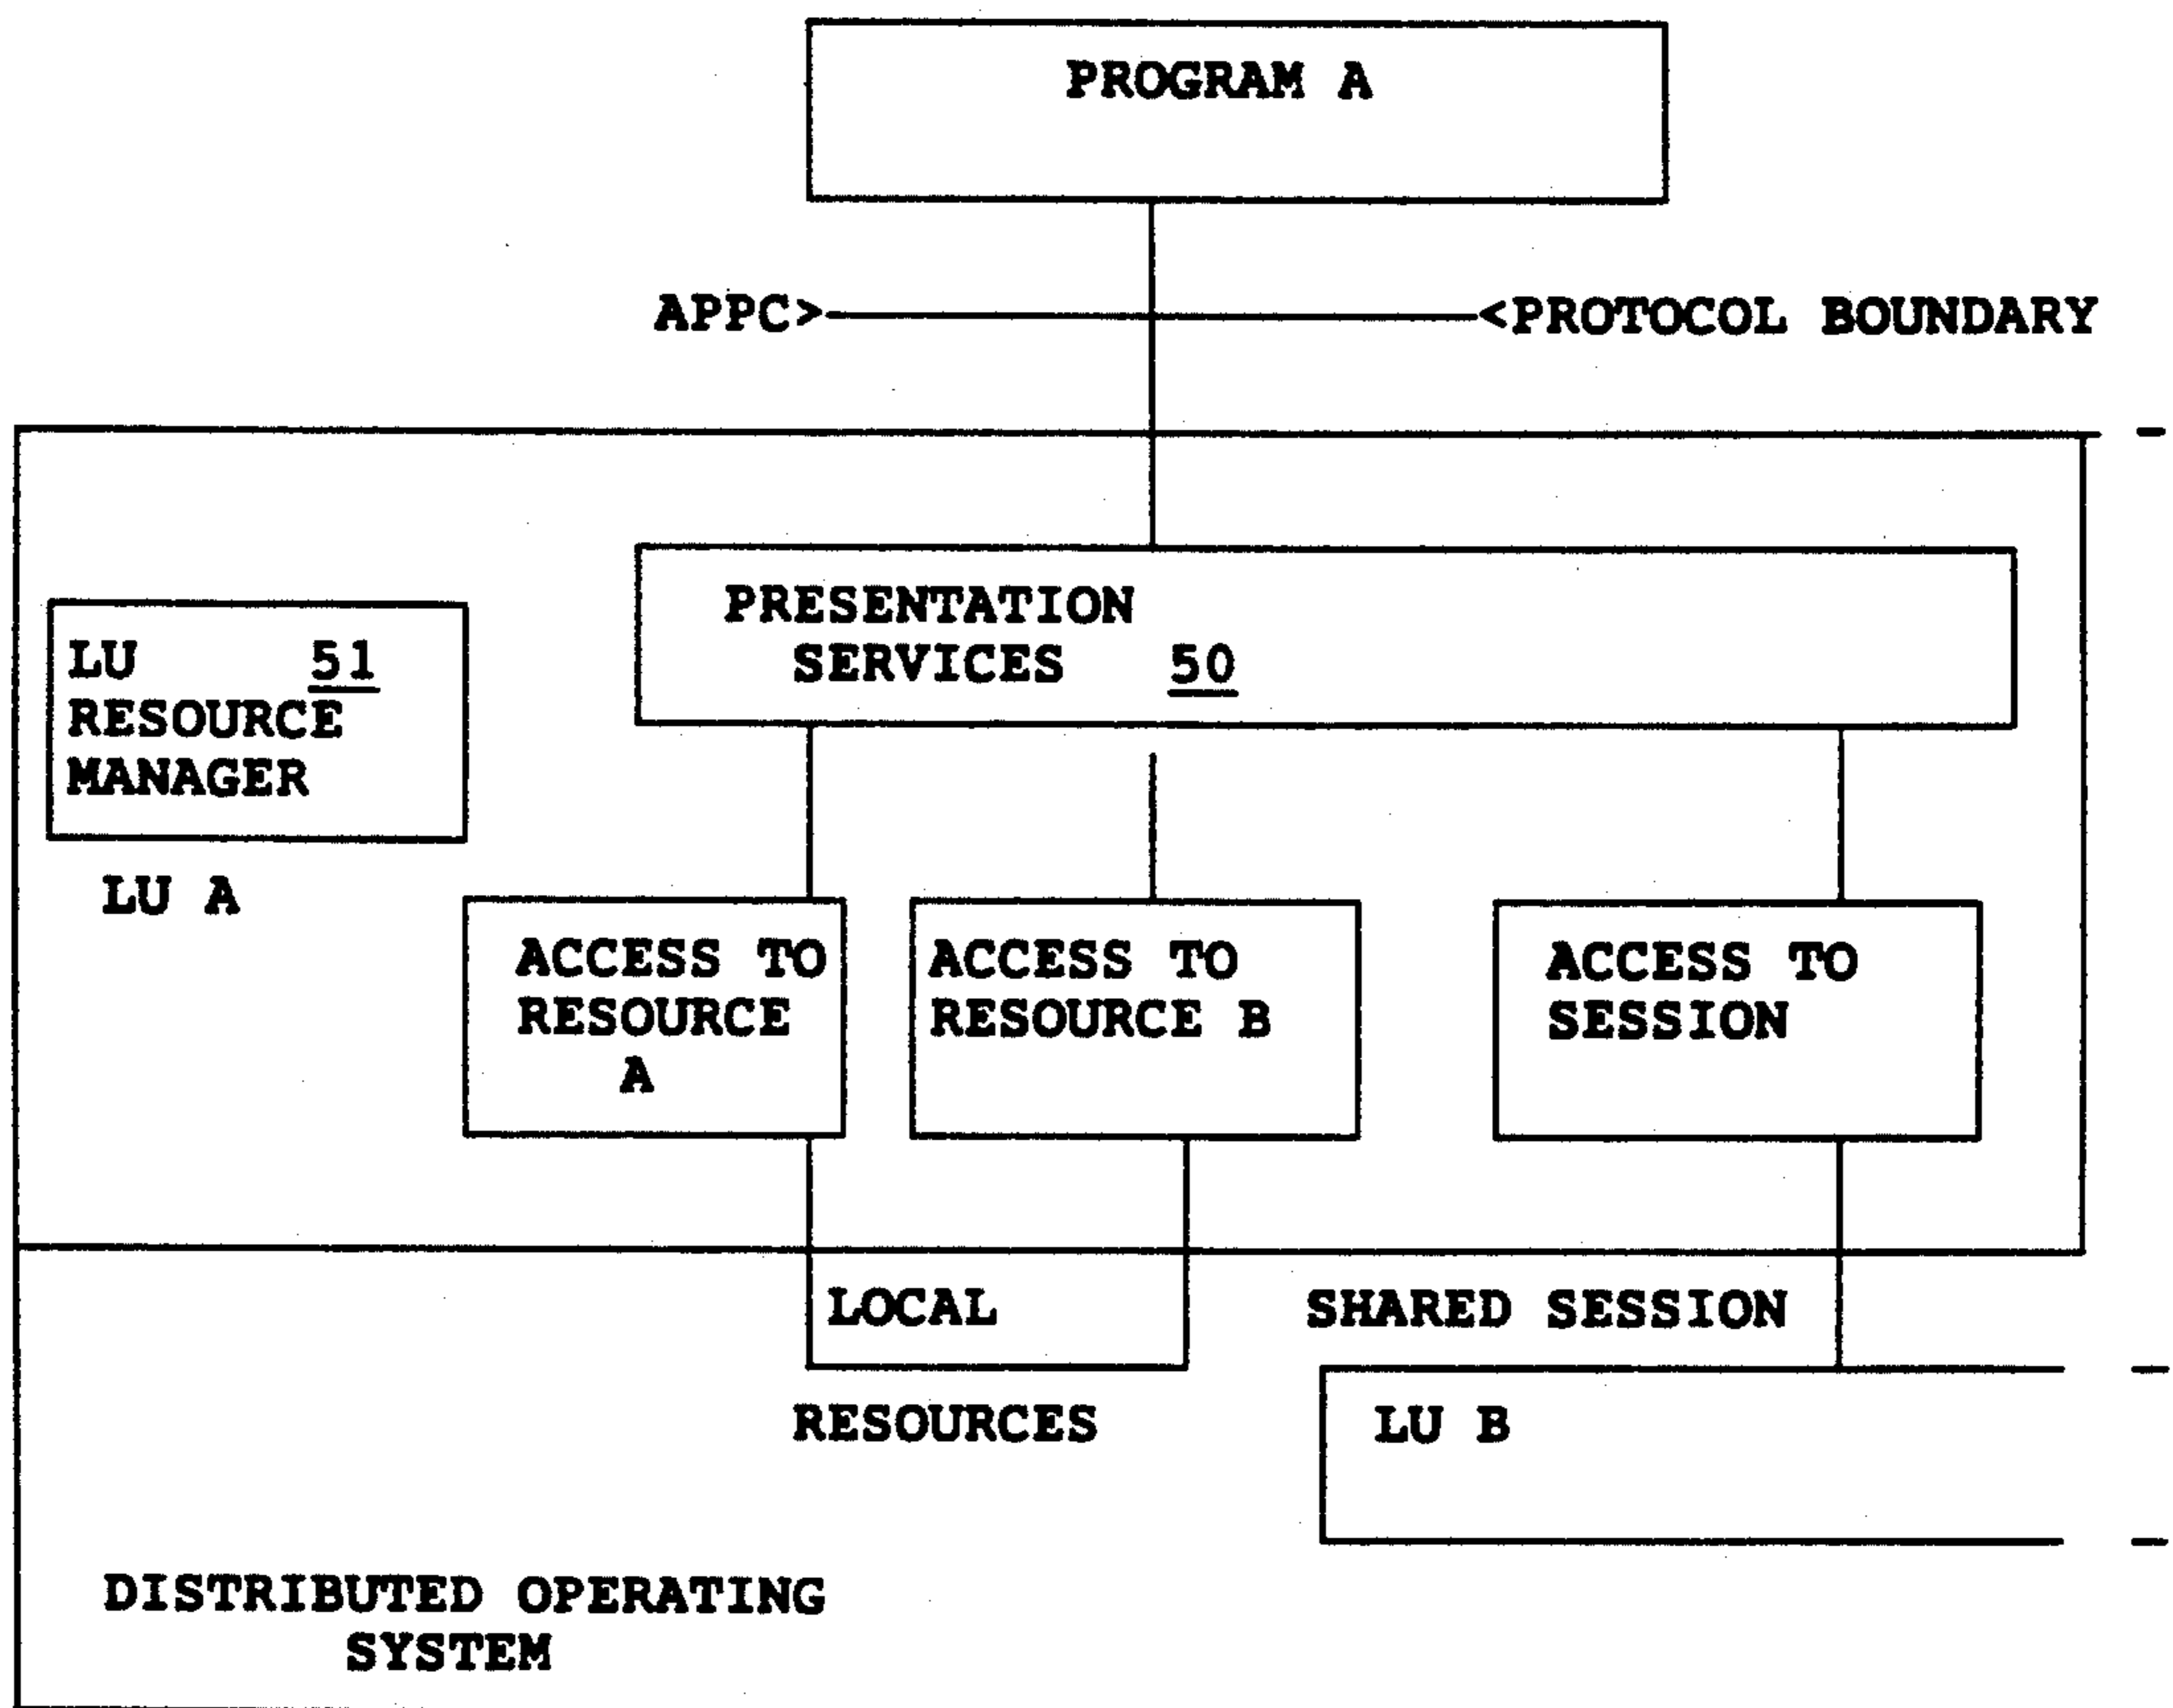 PROGRAM A
APPC> <PROTOCOL BOUNDARY
PRESENTATION
SERVICES 50
LU 51
RESOURCE
MANAGER
LU A
ACCESS TO
RESOURCE
A
ACCESS TO
RESOURCE B
ACCESS TO
SESSION
LOCAL
RESOURCES
SHARED SESSION
LU B
DISTRIBUTED OPERATING
SYSTEM